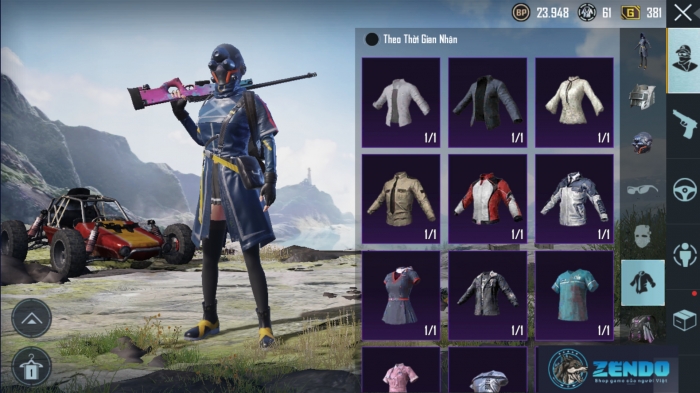 BP 23.948 61 G 381
Theo Thời Gian Nhận
1/1 1/1 1/1
1/1 1/1 1/1
1/1 1/1 1/1
ZENDO
Shop game của người Việt